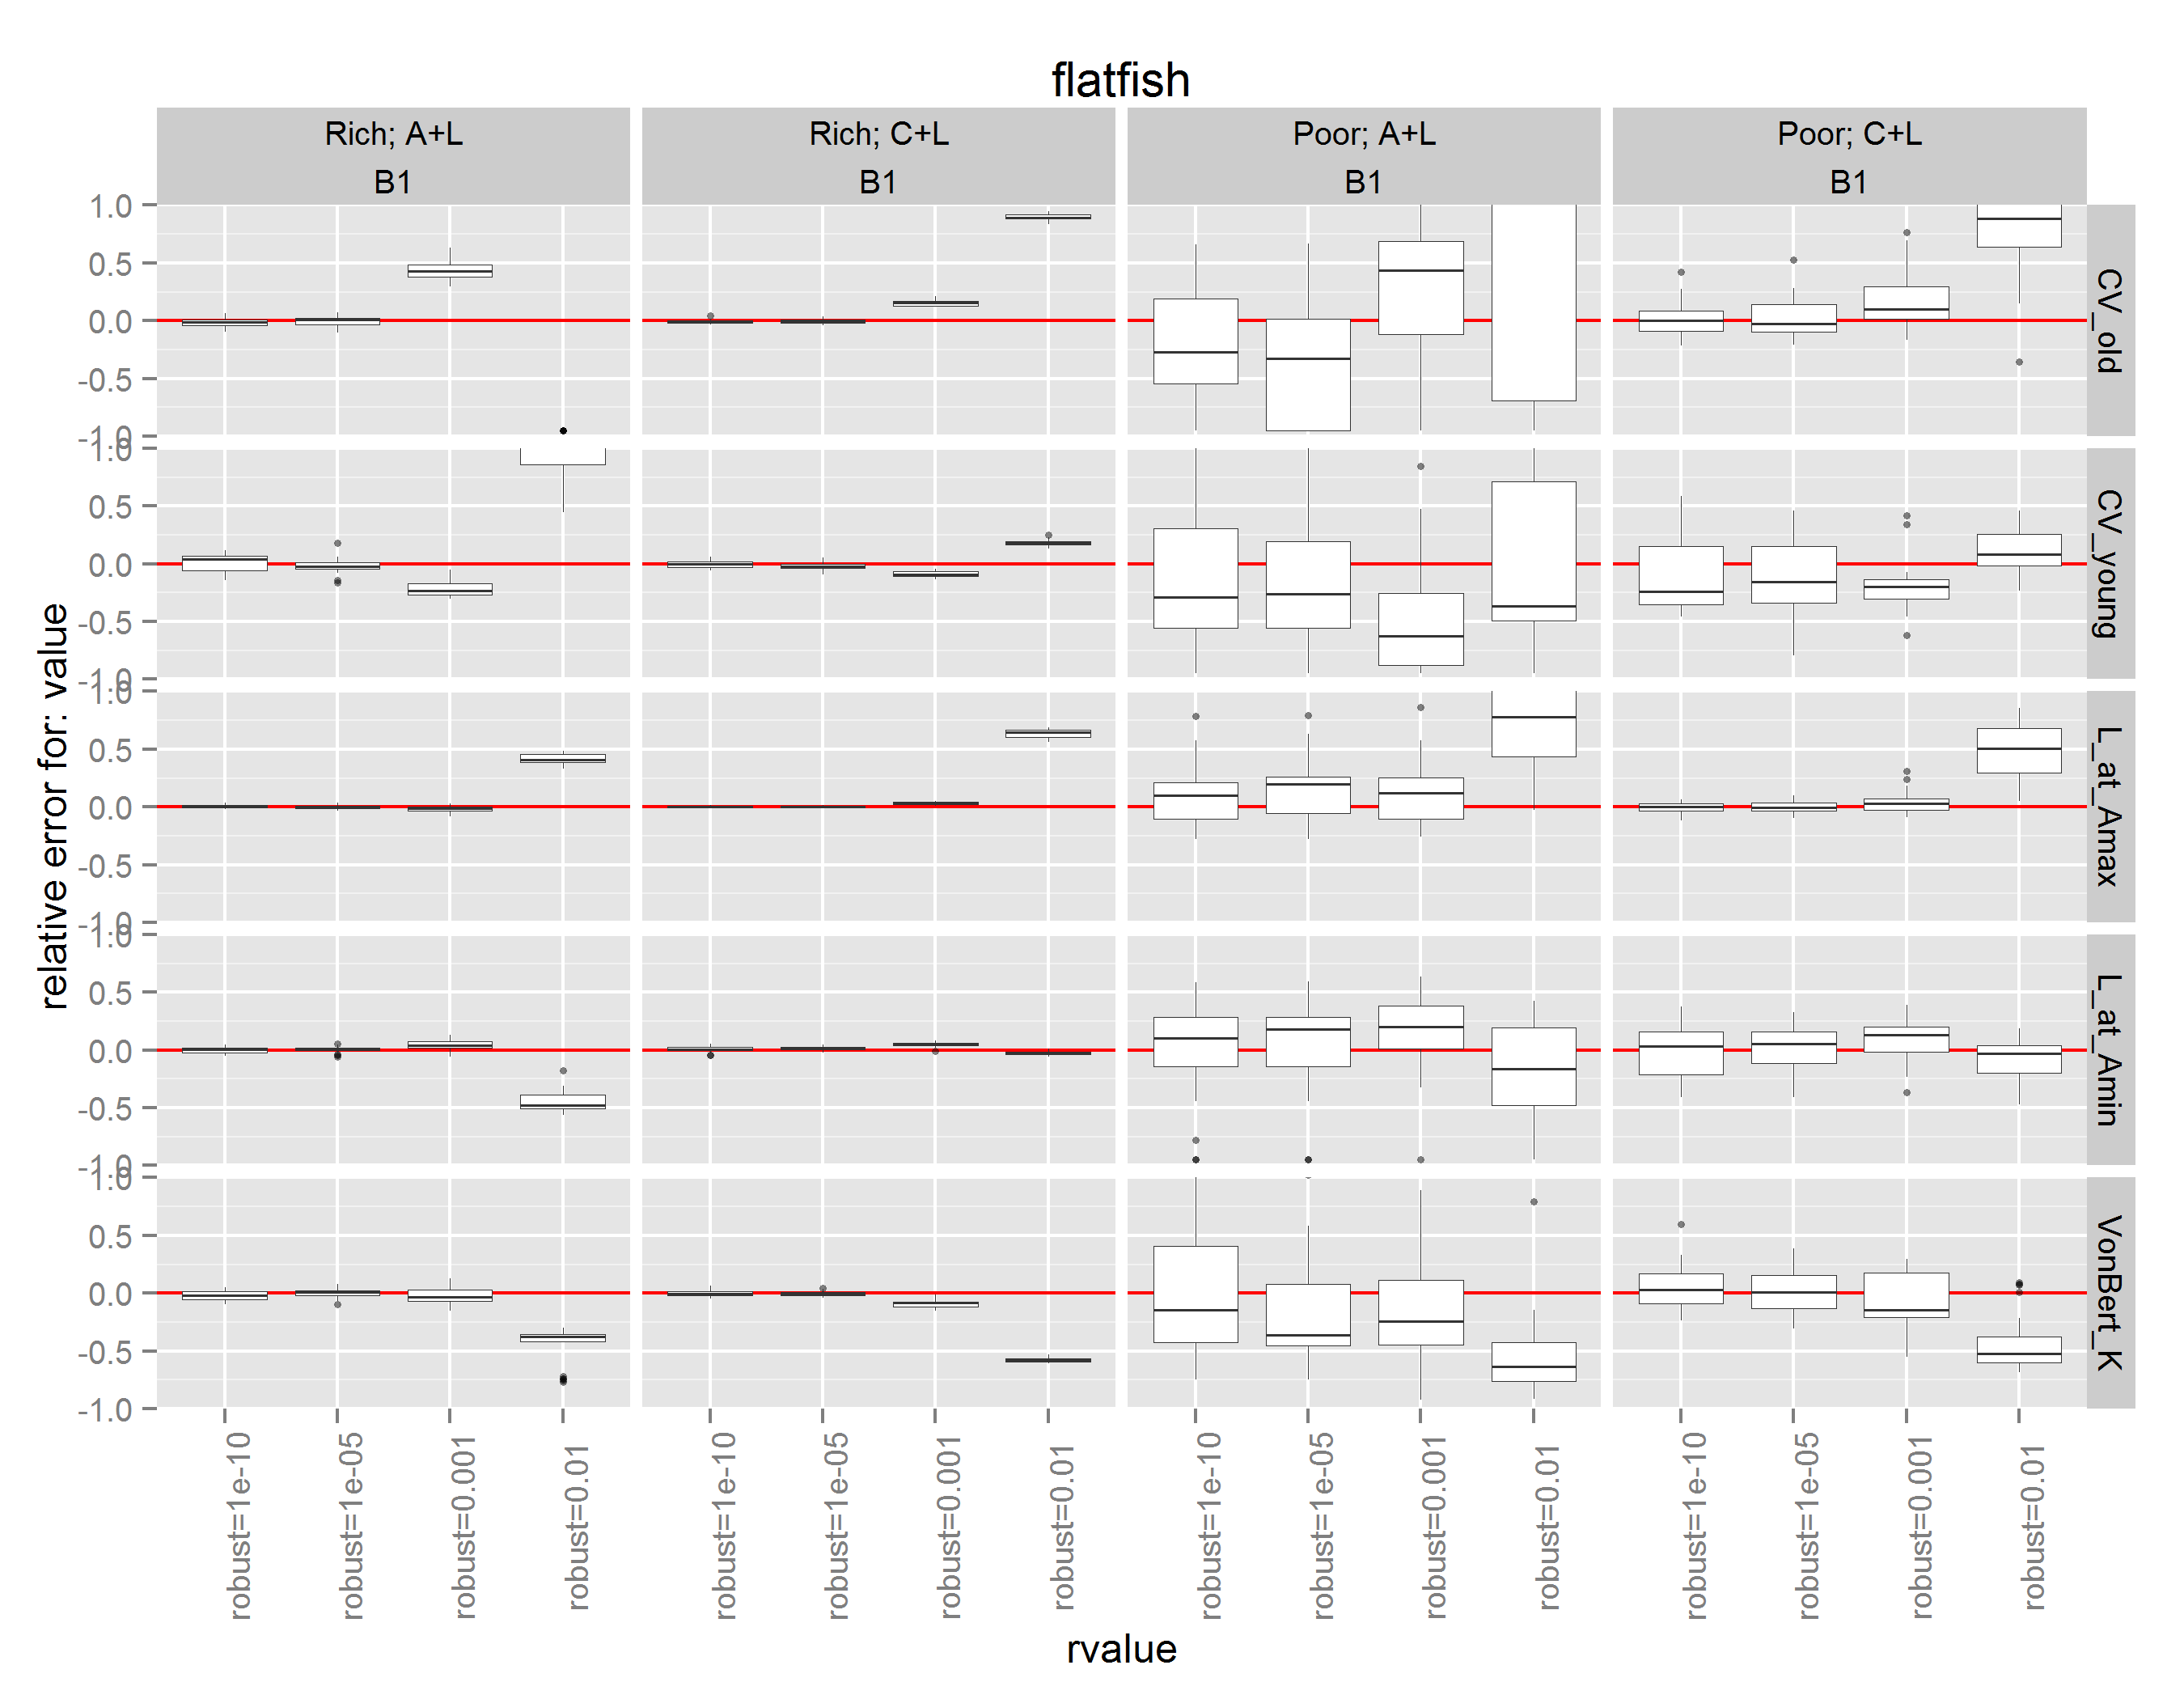 flatfish
Rich; A+L
Rich; C+L
Poor; A+L
Poor; C+L
B1
B1
B1
B1
1.0
0.5
0.0
-0.5
-1.0
CV_old
1.0
0.5
0.0
-0.5
-1.0
CV_young
1.0
0.5
0.0
-0.5
-1.0
L_at_Amax
1.0
0.5
0.0
-0.5
-1.0
L_at_Amin
1.0
0.5
0.0
-0.5
-1.0
VonBert_K
relative error for: value
robust=1e-10
robust=1e-05
robust=0.001
robust=0.01
robust=1e-10
robust=1e-05
robust=0.001
robust=0.01
robust=1e-10
robust=1e-05
robust=0.001
robust=0.01
robust=1e-10
robust=1e-05
robust=0.001
robust=0.01
rvalue